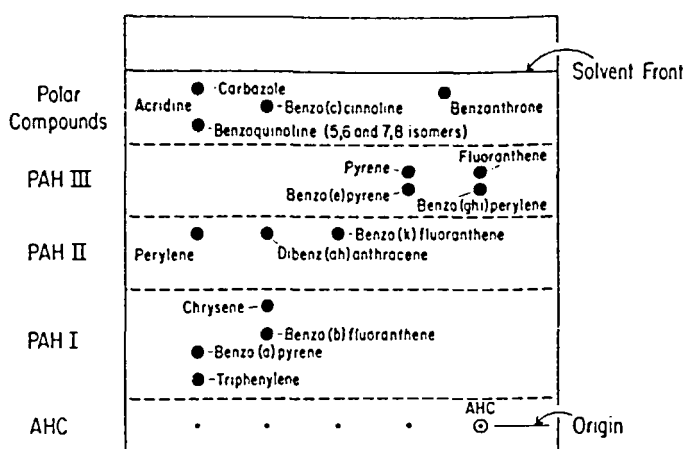 Solvent Front
Polar
Compounds
Carbazole
Acridine
Benzo(c)cinnoline
Benzanthrone
Benzoquinoline (5,6 and 7,8 isomers)
PAH III
Fluoranthene
Pyrene
Benzo(e)pyrene
Benzo(ghi)perylene
PAH II
Benzo(k)fluoranthene
Perylene
Dibenz(ah)anthracene
PAH I
Chrysene
Benzo(b)fluoranthene
Benzo(a)pyrene
Triphenylene
AHC
AHC
Origin